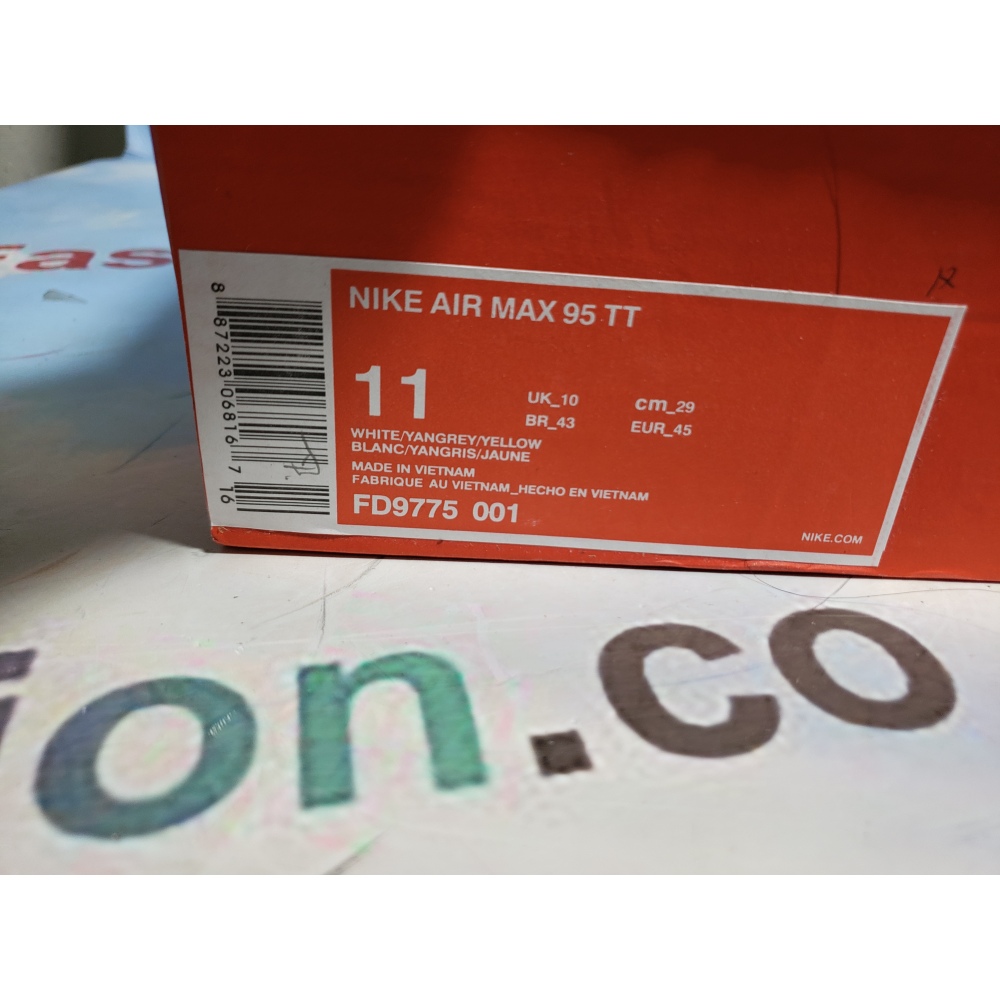 Fas
NIKE AIR MAX 95 TT
11
UK_10
cm_29
BR_43
EUR_45
WHITE/YANGREY/YELLOW
BLANC/YANGRIS/JAUNE
MADE IN VIETNAM
FABRIQUE AU VIETNAM_HECHO EN VIETNAM
FD9775 001
NIKE.COM
8 87223 06816 7 16
ion.co